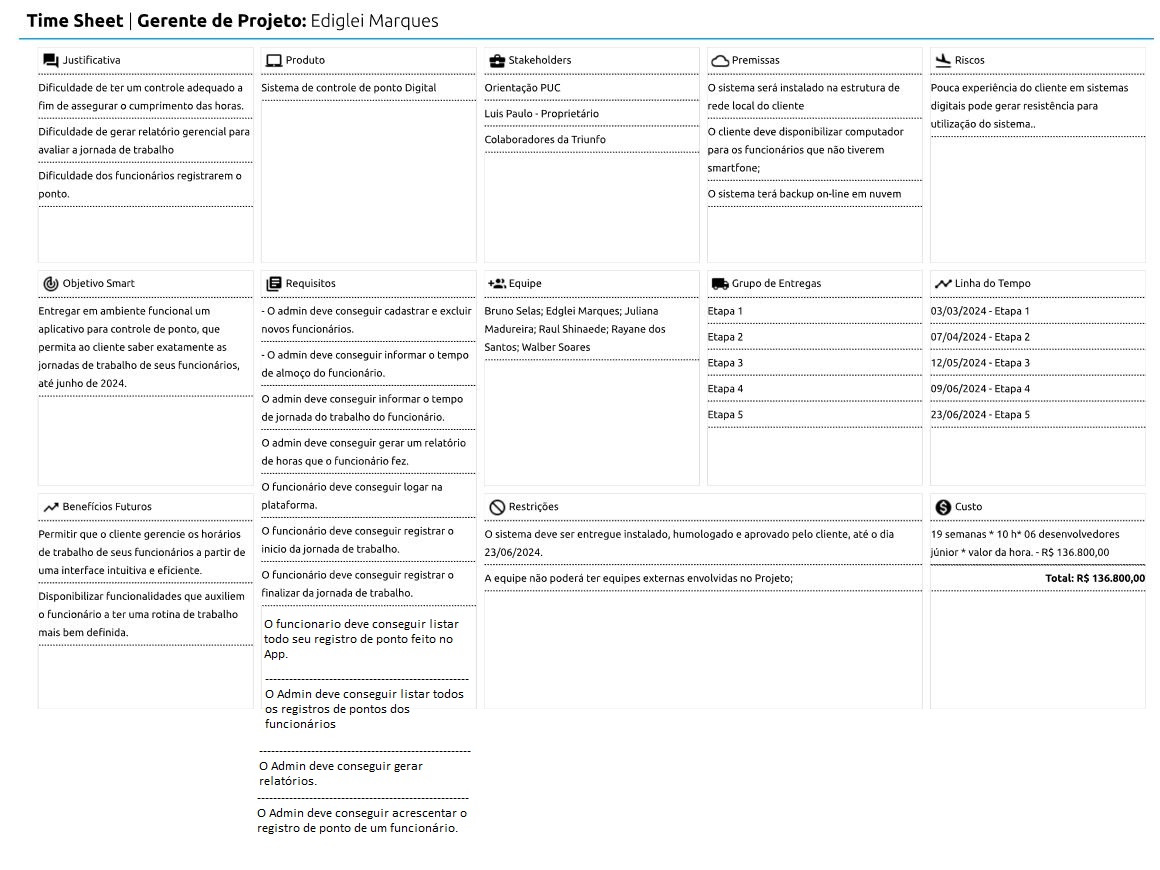 Time Sheet | Gerente de Projeto: Ediglei Marques
Justificativa
Dificuldade de ter um controle adequado a
fim de assegurar o cumprimento das horas.
Dificuldade de gerar relatório gerencial para
avaliar a jornada de trabalho
Dificuldade dos funcionários registrarem o
ponto.
Produto
Sistema de controle de ponto Digital
Stakeholders
Orientação PUC
Luis Paulo - Proprietário
Colaboradores da Triunfo
Premissas
O sistema será instalado na estrutura de
rede local do cliente
O cliente deve disponibilizar computador
para os funcionários que não tiverem
smartfone;
O sistema terá backup on-line em nuvem
Riscos
Pouca experiência do cliente em sistemas
digitais pode gerar resistência para
utilização do sistema..
Objetivo Smart
Entregar em ambiente funcional um
aplicativo para controle de ponto, que
permita ao cliente saber exatamente as
jornadas de trabalho de seus funcionários,
até junho de 2024.
Requisitos
- O admin deve conseguir cadastrar e excluir
novos funcionários.
- O admin deve conseguir informar o tempo
de almoço do funcionário.
O admin deve conseguir informar o tempo
de jornada do trabalho do funcionário.
O admin deve conseguir gerar um relatório
de horas que o funcionário fez.
O funcionário deve conseguir logar na
plataforma.
O funcionário deve conseguir registrar o
inicio da jornada de trabalho.
O funcionário deve conseguir registrar o
finalizar da jornada de trabalho.
O funcionario deve conseguir listar
todo seu registro de ponto feito no
App.
O Admin deve conseguir listar todos
os registros de pontos dos
funcionários
O Admin deve conseguir gerar
relatórios.
O Admin deve conseguir acrescentar o
registro de ponto de um funcionário.
Equipe
Bruno Selas; Edglei Marques; Juliana
Madureira; Raul Shinaede; Rayane dos
Santos; Walber Soares
Grupo de Entregas
Etapa 1
Etapa 2
Etapa 3
Etapa 4
Etapa 5
Linha do Tempo
03/03/2024 - Etapa 1
07/04/2024 - Etapa 2
12/05/2024 - Etapa 3
09/06/2024 - Etapa 4
23/06/2024 - Etapa 5
Benefícios Futuros
Permitir que o cliente gerencie os horários
de trabalho de seus funcionários a partir de
uma interface intuitiva e eficiente.
Disponibilizar funcionalidades que auxiliem
o funcionário a ter uma rotina de trabalho
mais bem definida.
Restrições
O sistema deve ser entregue instalado, humologado e aprovado pelo cliente, até o dia
23/06/2024.
A equipe não poderá ter equipes externas envolvidas no Projeto;
Custo
19 semanas * 10 h* 06 desenvolvedores
júnior * valor da hora. - R$ 136.800,00
Total: R$ 136.800,00